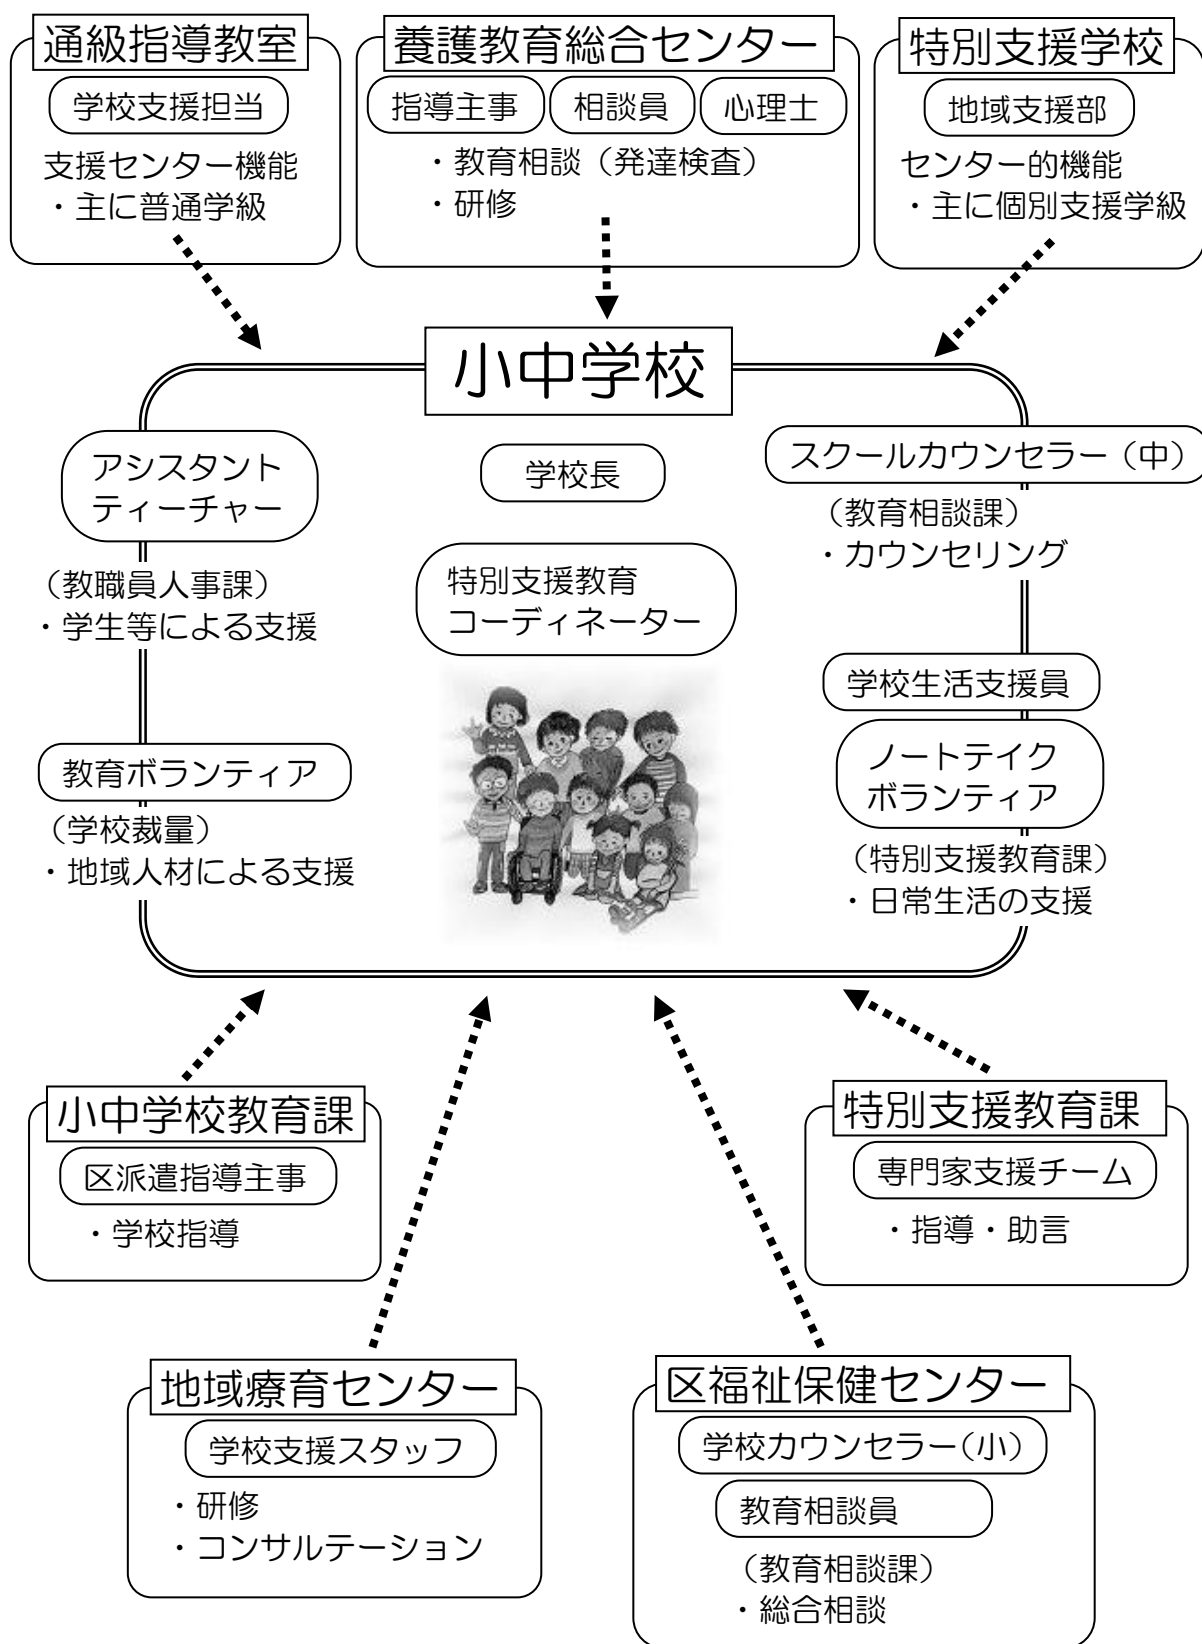 通級指導教室
学校支援担当
支援センター機能
・主に普通学級
養護教育総合センター
指導主事
相談員
心理士
・教育相談（発達検査）
・研修
特別支援学校
地域支援部
センター的機能
・主に個別支援学級
小中学校
学校長
特別支援教育
コーディネーター
アシスタント
ティーチャー
（教職員人事課）
・学生等による支援
教育ボランティア
（学校裁量）
・地域人材による支援
スクールカウンセラー（中）
（教育相談課）
・カウンセリング
学校生活支援員
ノートテイク
ボランティア
（特別支援教育課）
・日常生活の支援
小中学校教育課
区派遣指導主事
・学校指導
特別支援教育課
専門家支援チーム
・指導・助言
地域療育センター
学校支援スタッフ
・研修
・コンサルテーション
区福祉保健センター
学校カウンセラー（小）
教育相談員
（教育相談課）
・総合相談